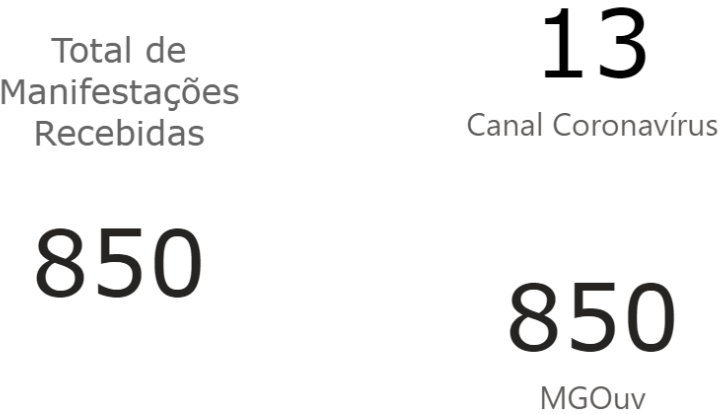 Total de
Manifestações
Recebidas
850
13
Canal Coronavírus
850
MGOuv